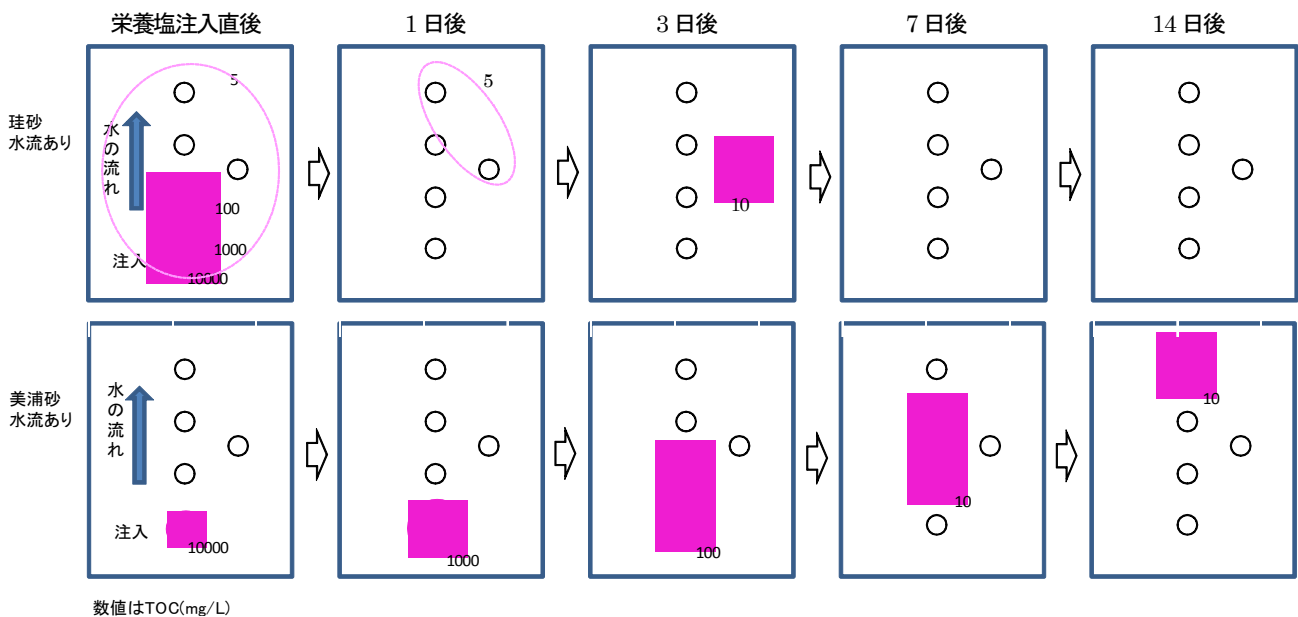 栄養塩注入直後
1 日後
3 日後
7 日後
14 日後
珪砂
水流あり
水の流れ
注入
5
100
1000
10000
5
10
美浦砂
水流あり
水の流れ
注入
10000
1000
100
10
10
数値はTOC(mg/L)